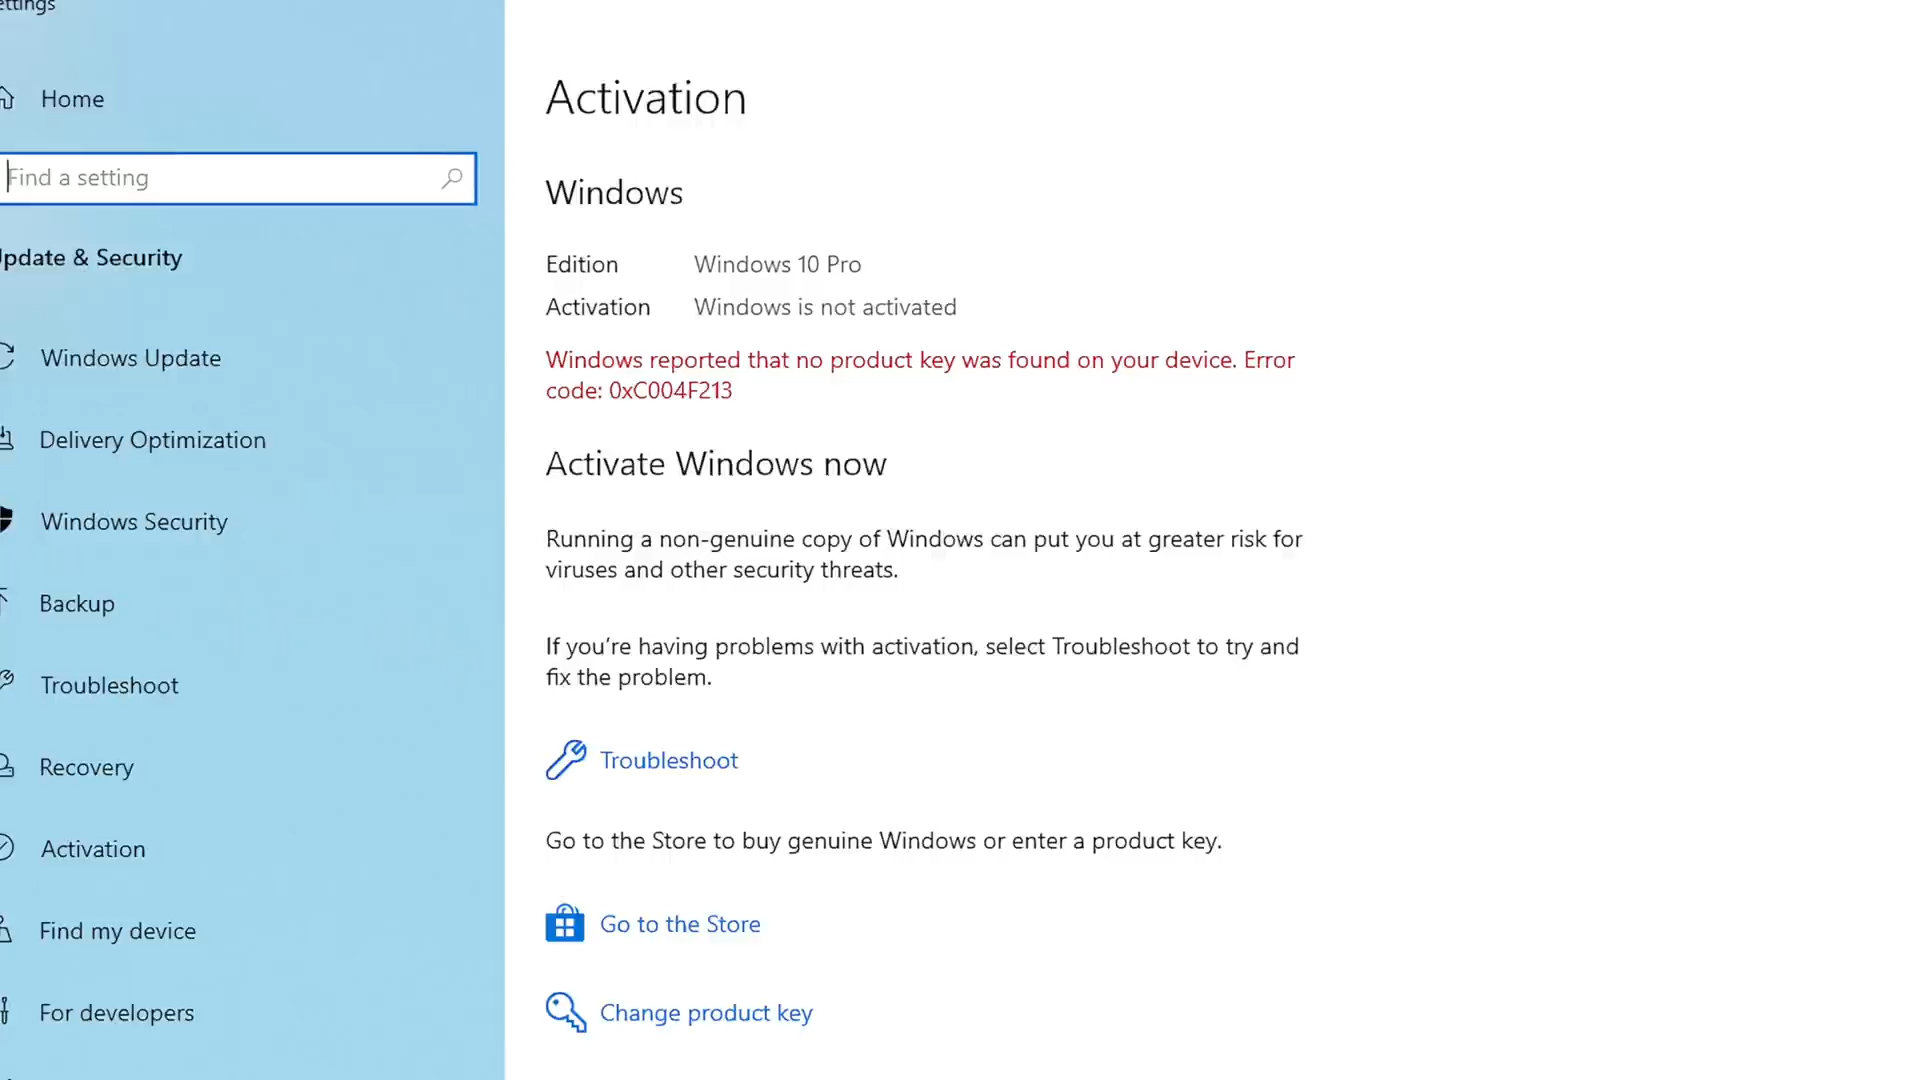 ettings
Home
Find a setting
Update & Security
Windows Update
Delivery Optimization
Windows Security
Backup
Troubleshoot
Recovery
Activation
Find my device
For developers
Activation
Windows
Edition Windows 10 Pro
Activation Windows is not activated
Windows reported that no product key was found on your device. Error
code: 0xC004F213
Activate Windows now
Running a non-genuine copy of Windows can put you at greater risk for
viruses and other security threats.
If you’re having problems with activation, select Troubleshoot to try and
fix the problem.
Troubleshoot
Go to the Store to buy genuine Windows or enter a product key.
Go to the Store
Change product key